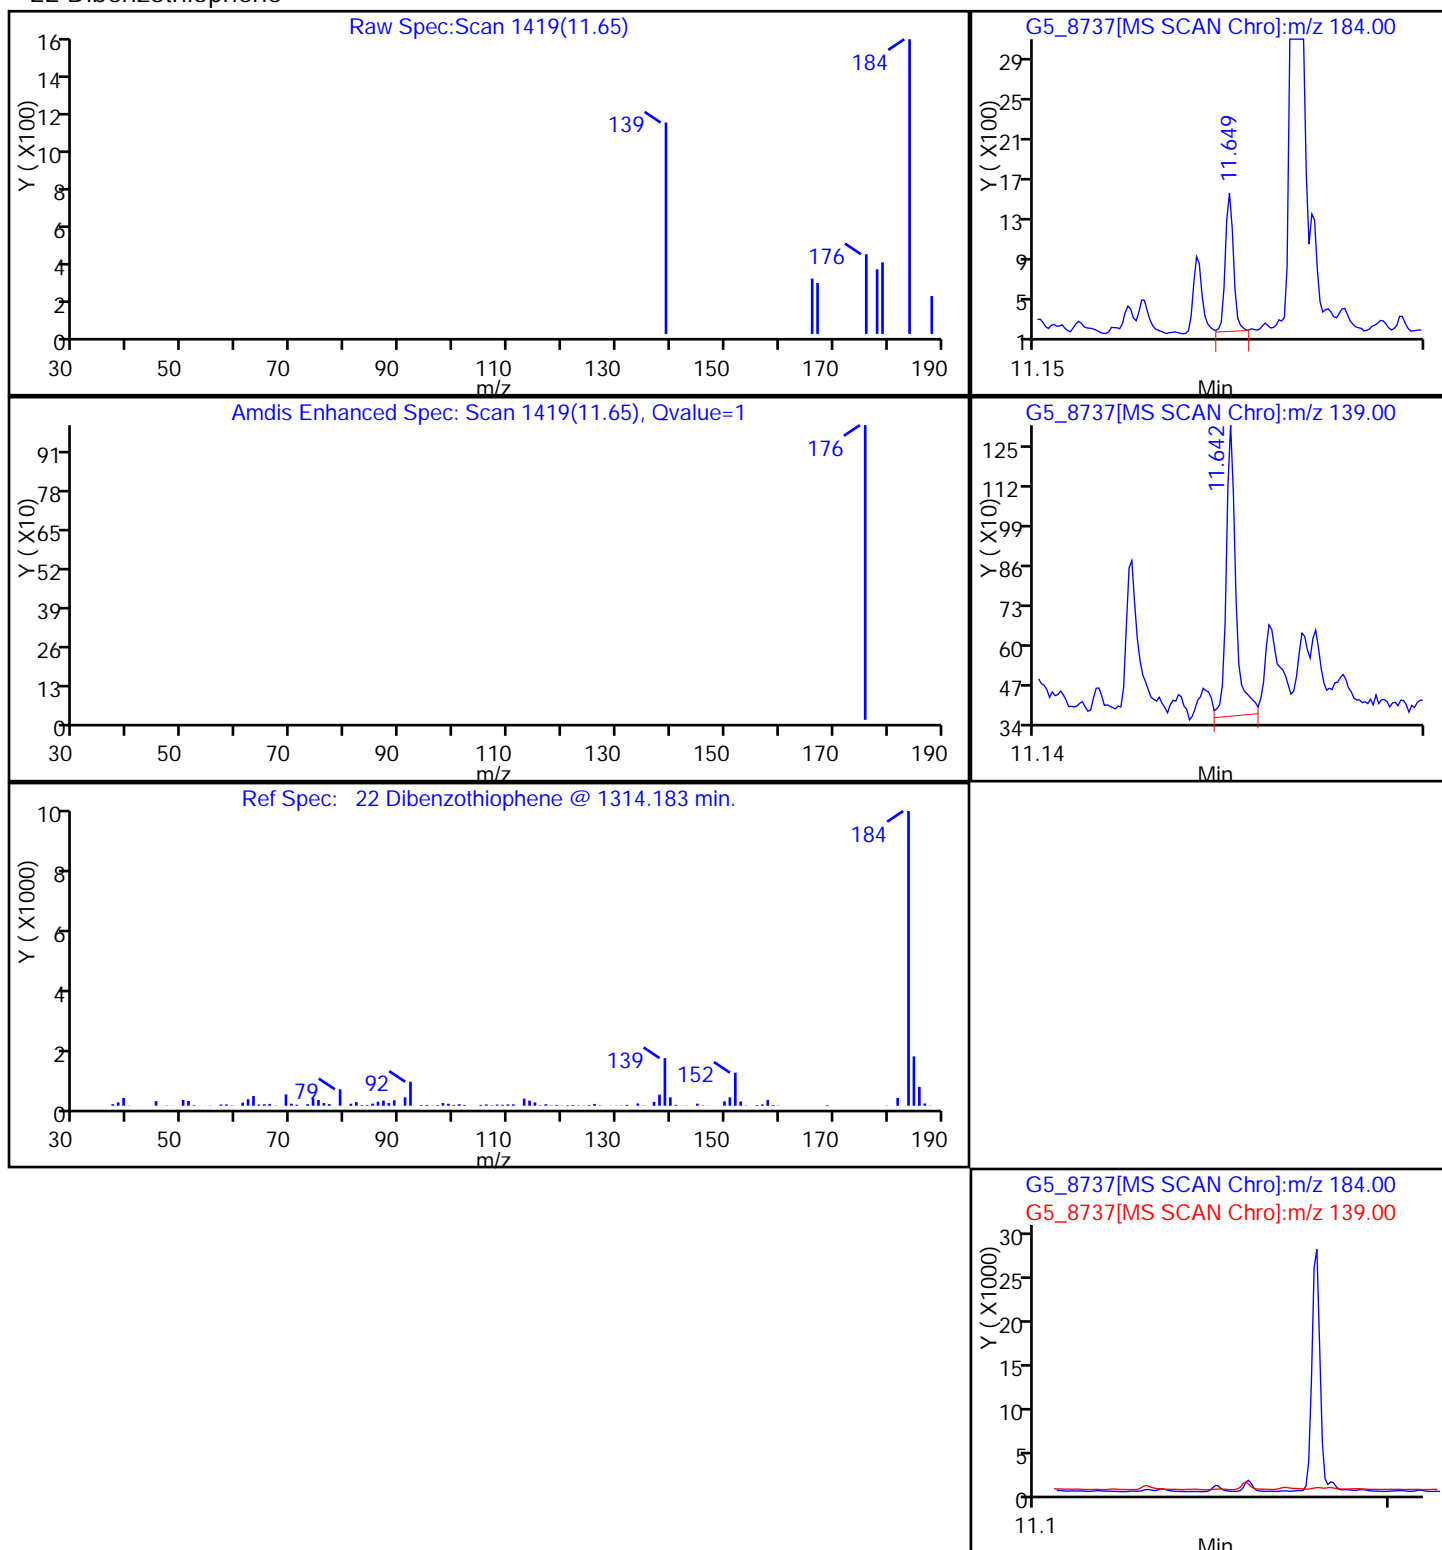 22 Dibenzothiophene
Raw Spec:Scan 1419(11.65)
Y ( X100)
16
14
12
10
8
6
4
2
0
184
139
176
30 50 70 90 110 130 150 170 190
m/z
G5_8737[MS SCAN Chro]:m/z 184.00
Y ( X100)
29
25
21
17
13
9
5
1
11.649
11.15
Min
Amdis Enhanced Spec: Scan 1419(11.65), Qvalue=1
Y ( X10)
91
78
65
52
39
26
13
0
176
30 50 70 90 110 130 150 170 190
m/z
G5_8737[MS SCAN Chro]:m/z 139.00
Y ( X10)
125
112
99
86
73
60
47
34
11.642
11.14
Min
Ref Spec: 22 Dibenzothiophene @ 1314.183 min.
Y ( X1000)
10
8
6
4
2
0
184
139
152
92
79
30 50 70 90 110 130 150 170 190
m/z
G5_8737[MS SCAN Chro]:m/z 184.00
G5_8737[MS SCAN Chro]:m/z 139.00
Y ( X1000)
30
25
20
15
10
5
0
11.1
Min